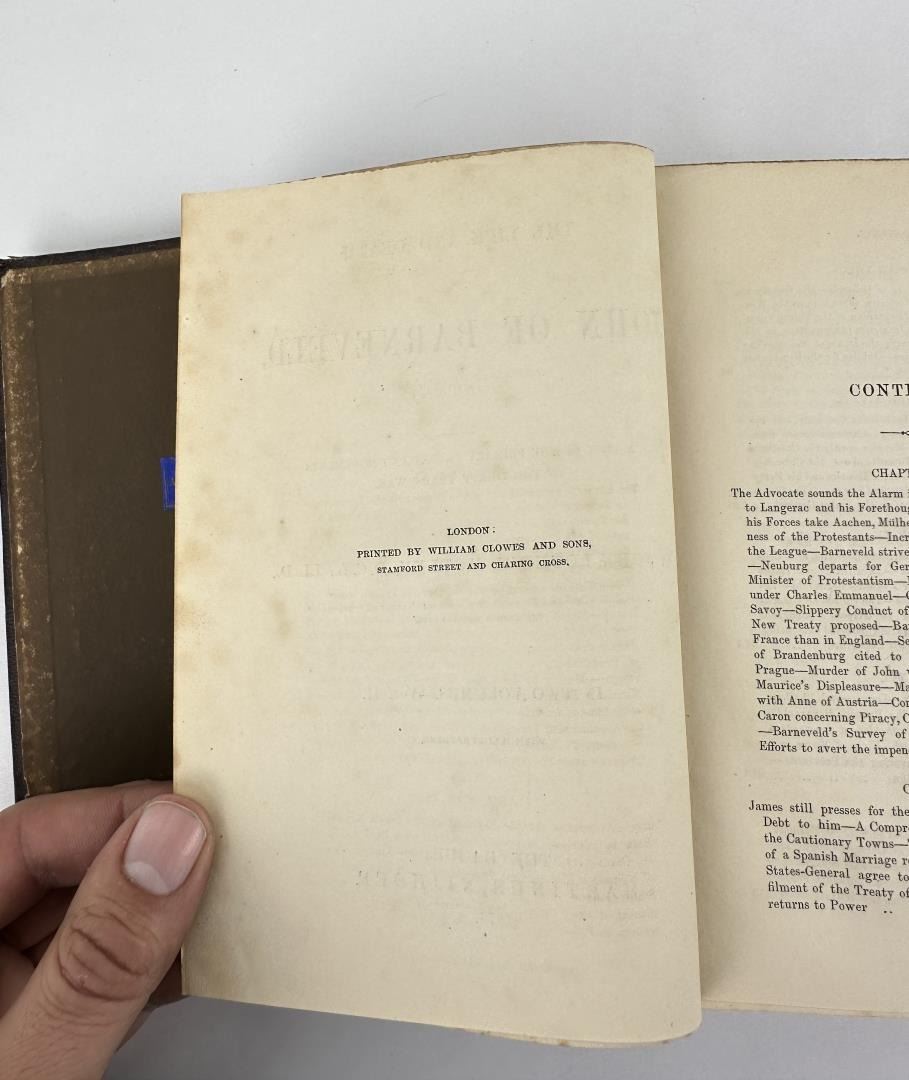 LONDON:
PRINTED BY WILLIAM CLOWES AND SONS,
STAMFORD STREET AND CHARING CROSS.
CONTE
CHAPT
The Advocate sounds the Alarm i
to Langerac and his Forethoug
his Forces take Aachen, Mülhe
ness of the Protestants—Incr
the League—Barneveld strive
—Neuburg departs for Ger
Minister of Protestantism—
under Charles Emmanuel—
Savoy—Slippery Conduct of
New Treaty proposed—Ba
France than in England—Se
of Brandenburg cited to
Prague—Murder of John
Maurice's Displeasure—Ma
with Anne of Austria—Con
Caron concerning Piracy, C
—Barneveld's Survey of
Efforts to avert the impen
C
James still presses for the
Debt to him—A Compr
the Cautionary Towns—
of a Spanish Marriage r
States-General agree to
filment of the Treaty of
returns to Power ..